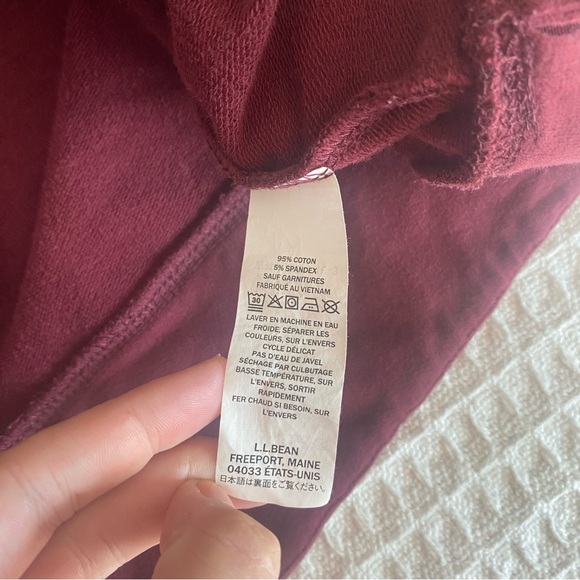 95% COTON
5% SPANDEX
SAUF GARNITURES
FABRIQUÉ AU VIETNAM
30
LAVER EN MACHINE EN EAU
FROIDE, SÉPARER LES
COULEURS, SUR L'ENVERS
CYCLE DÉLICAT
PAS D'EAU DE JAVEL
SÉCHAGE PAR CULBUTAGE
BASSE TEMPÉRATURE, SUR
L'ENVERS, SORTIR
RAPIDEMENT
FER CHAUD SI BESOIN, SUR
L'ENVERS
L.L.BEAN
FREEPORT, MAINE
04033 ÉTATS-UNIS
日本語は裏面をご覧ください。